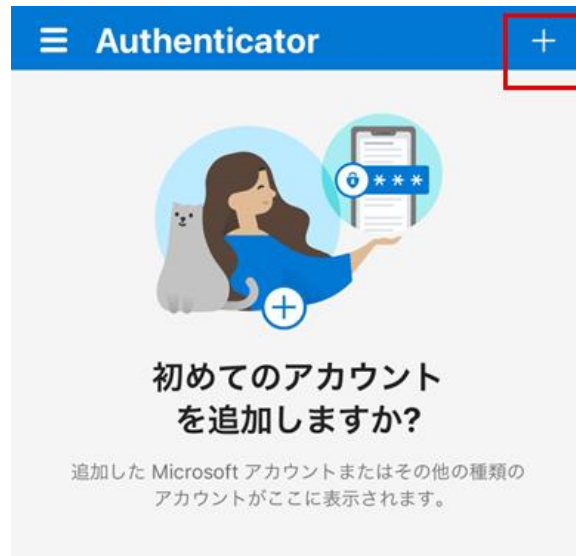 Authenticator
***
初めてのアカウント
を追加しますか?
追加した Microsoft アカウントまたはその他の種類の
アカウントがここに表示されます。